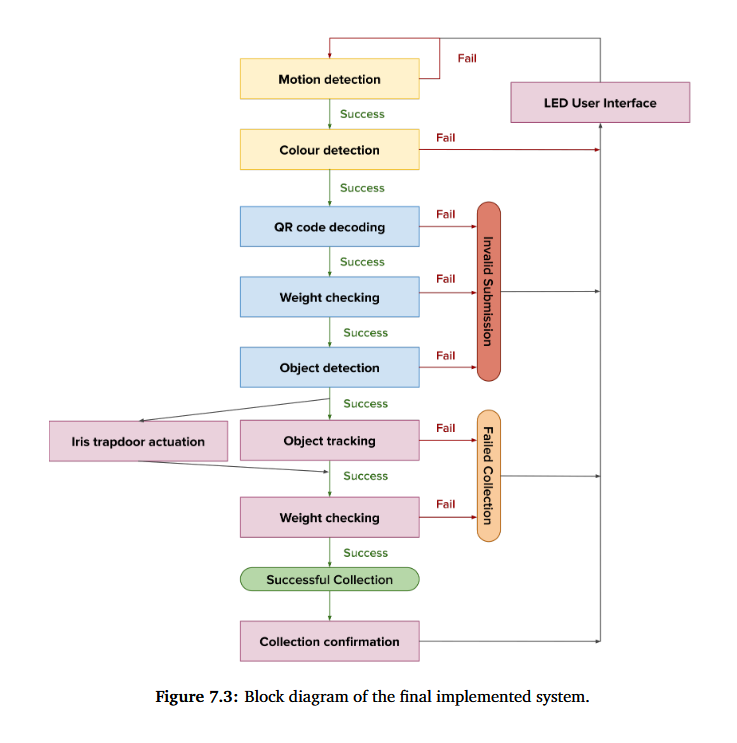 Fail
Motion detection
LED User Interface
Success
Fail
Colour detection
Success
Fail
QR code decoding
Success
Fail
Weight checking
Success
Fail
Object detection
Invalid Submission
Success
Iris trapdoor actuation
Fail
Object tracking
Success
Fail
Weight checking
Failed Collection
Success
Successful Collection
Collection confirmation
Figure 7.3: Block diagram of the final implemented system.